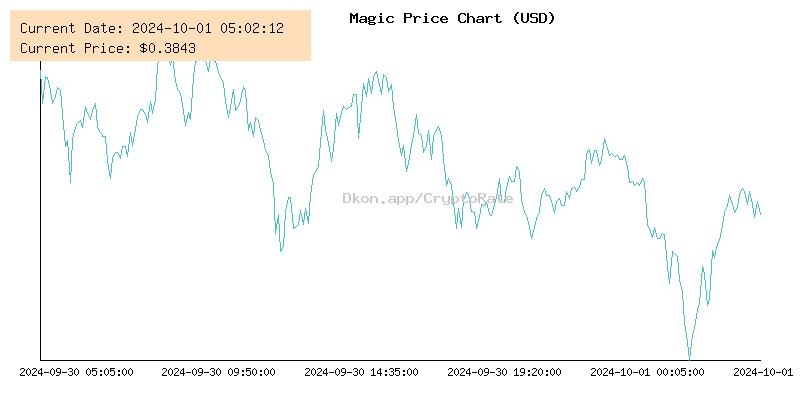 Magic Price Chart (USD)
Current Date: 2024-10-01 05:02:12
Current Price: $0.3843
Dkon.app/CryptoRate
2024-09-30 05:05:00 2024-09-30 09:50:00 2024-09-30 14:35:00 2024-09-30 19:20:00 2024-10-01 00:05:00 2024-10-01